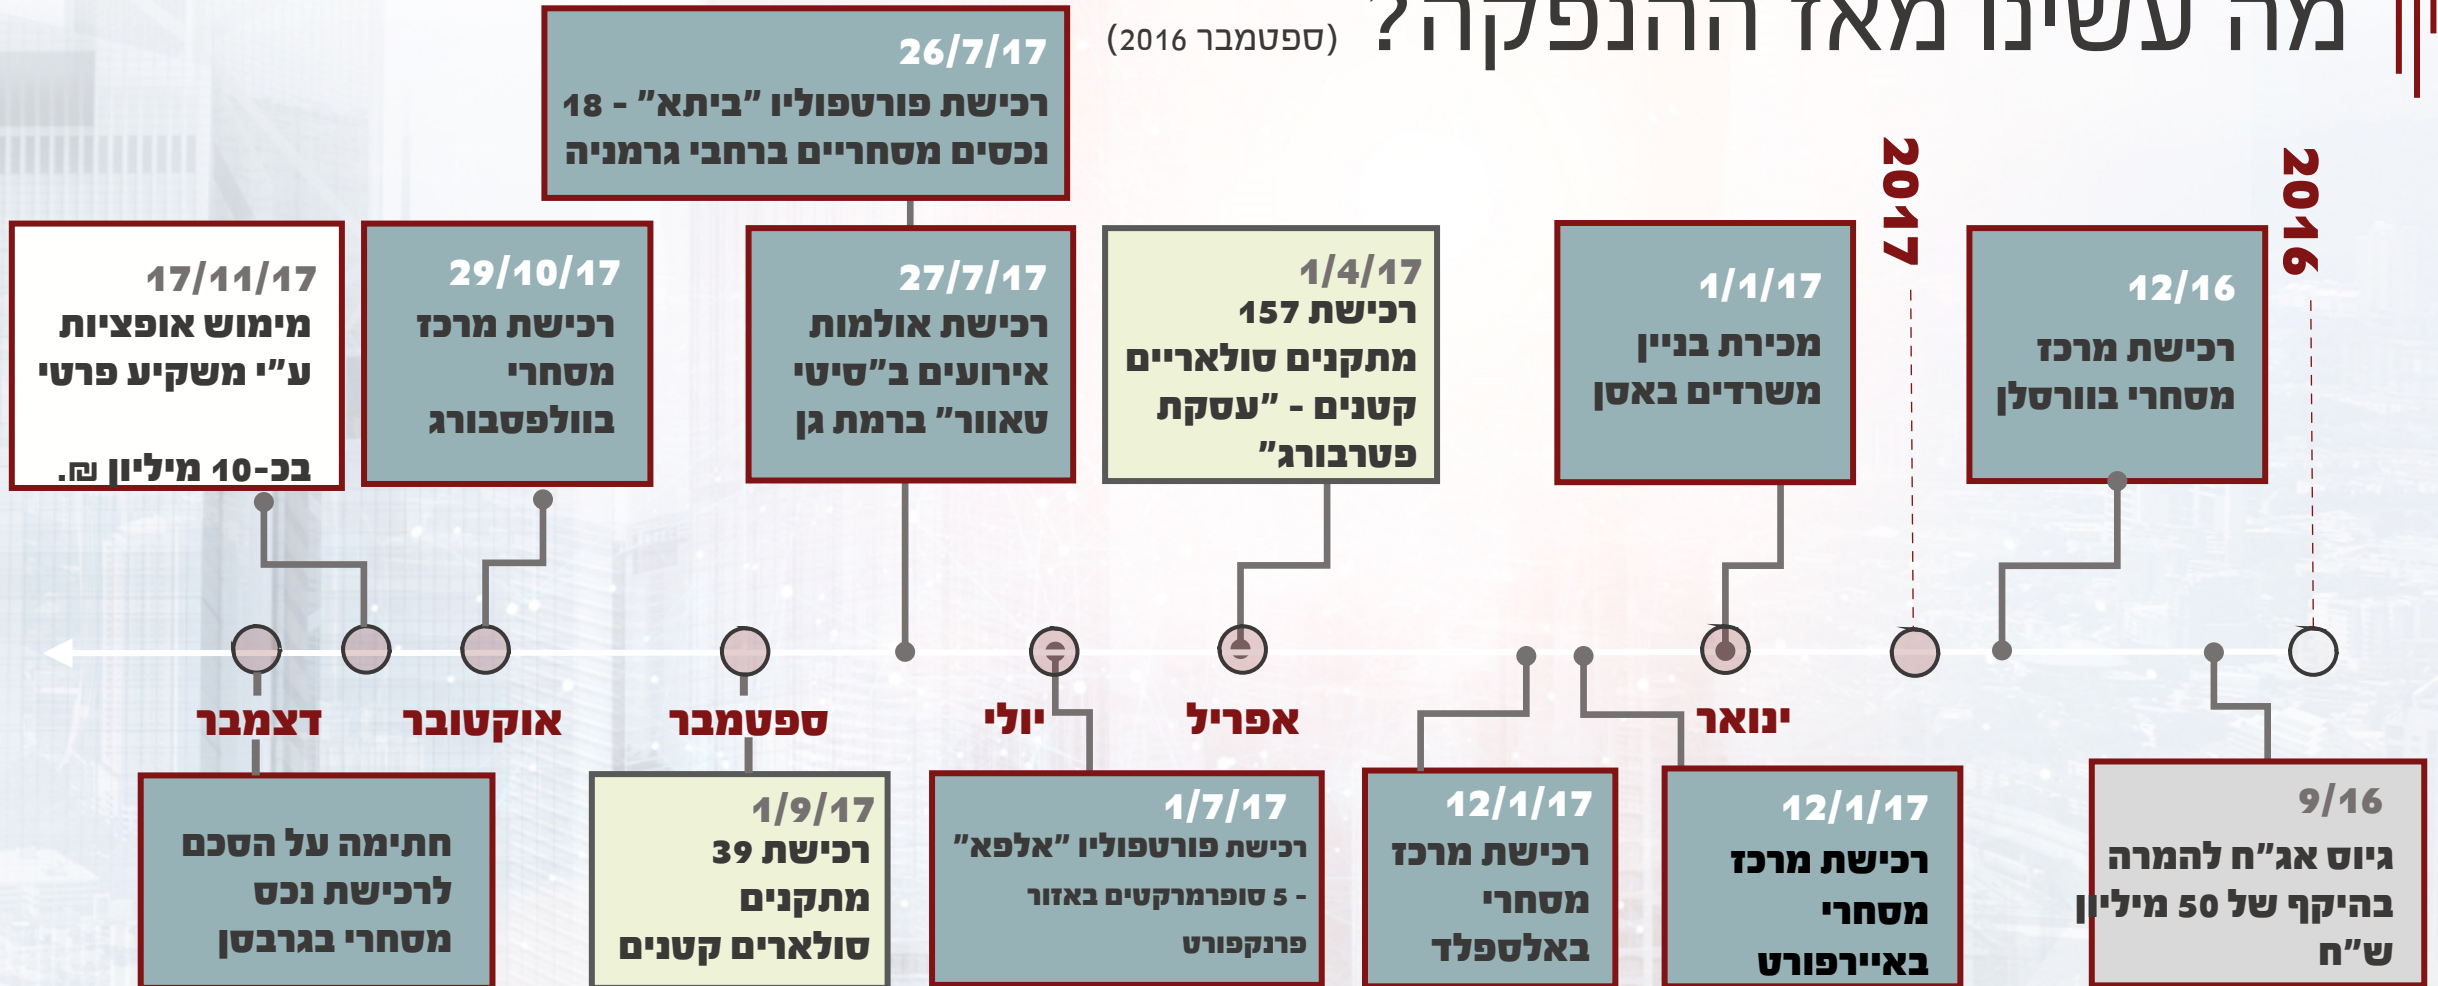 מה עשינו מאז ההנפקה? (ספטמבר 2016)
2016
2017
12/16
רכישת מרכז
מסחרי בוורסלן
1/1/17
מכירת בניין
משרדים באסן
1/4/17
רכישת 157
מתקנים סולאריים
קטנים - "עסקת
פטרבורג"
26/7/17
רכישת פורטפוליו "ביתא" - 18
נכסים מסחריים ברחבי גרמניה
27/7/17
רכישת אולמות
אירועים ב"סיטי
טאוור" ברמת גן
29/10/17
רכישת מרכז
מסחרי
בוולפסבורג
17/11/17
מימוש אופציות
ע"י משקיע פרטי
בכ-10 מיליון ₪.
ינואר
אפריל
יולי
ספטמבר
אוקטובר
דצמבר
9/16
גיוס אג"ח להמרה
בהיקף של 50 מיליון
ש"ח
12/1/17
רכישת מרכז
מסחרי
באיירפורט
12/1/17
רכישת מרכז
מסחרי
באלספלד
1/7/17
רכישת פורטפוליו "אלפא"
- 5 סופרמרקטים באזור
פרנקפורט
1/9/17
רכישת 39
מתקנים
סולארים קטנים
חתימה על הסכם
לרכישת נכס
מסחרי בגרבסן